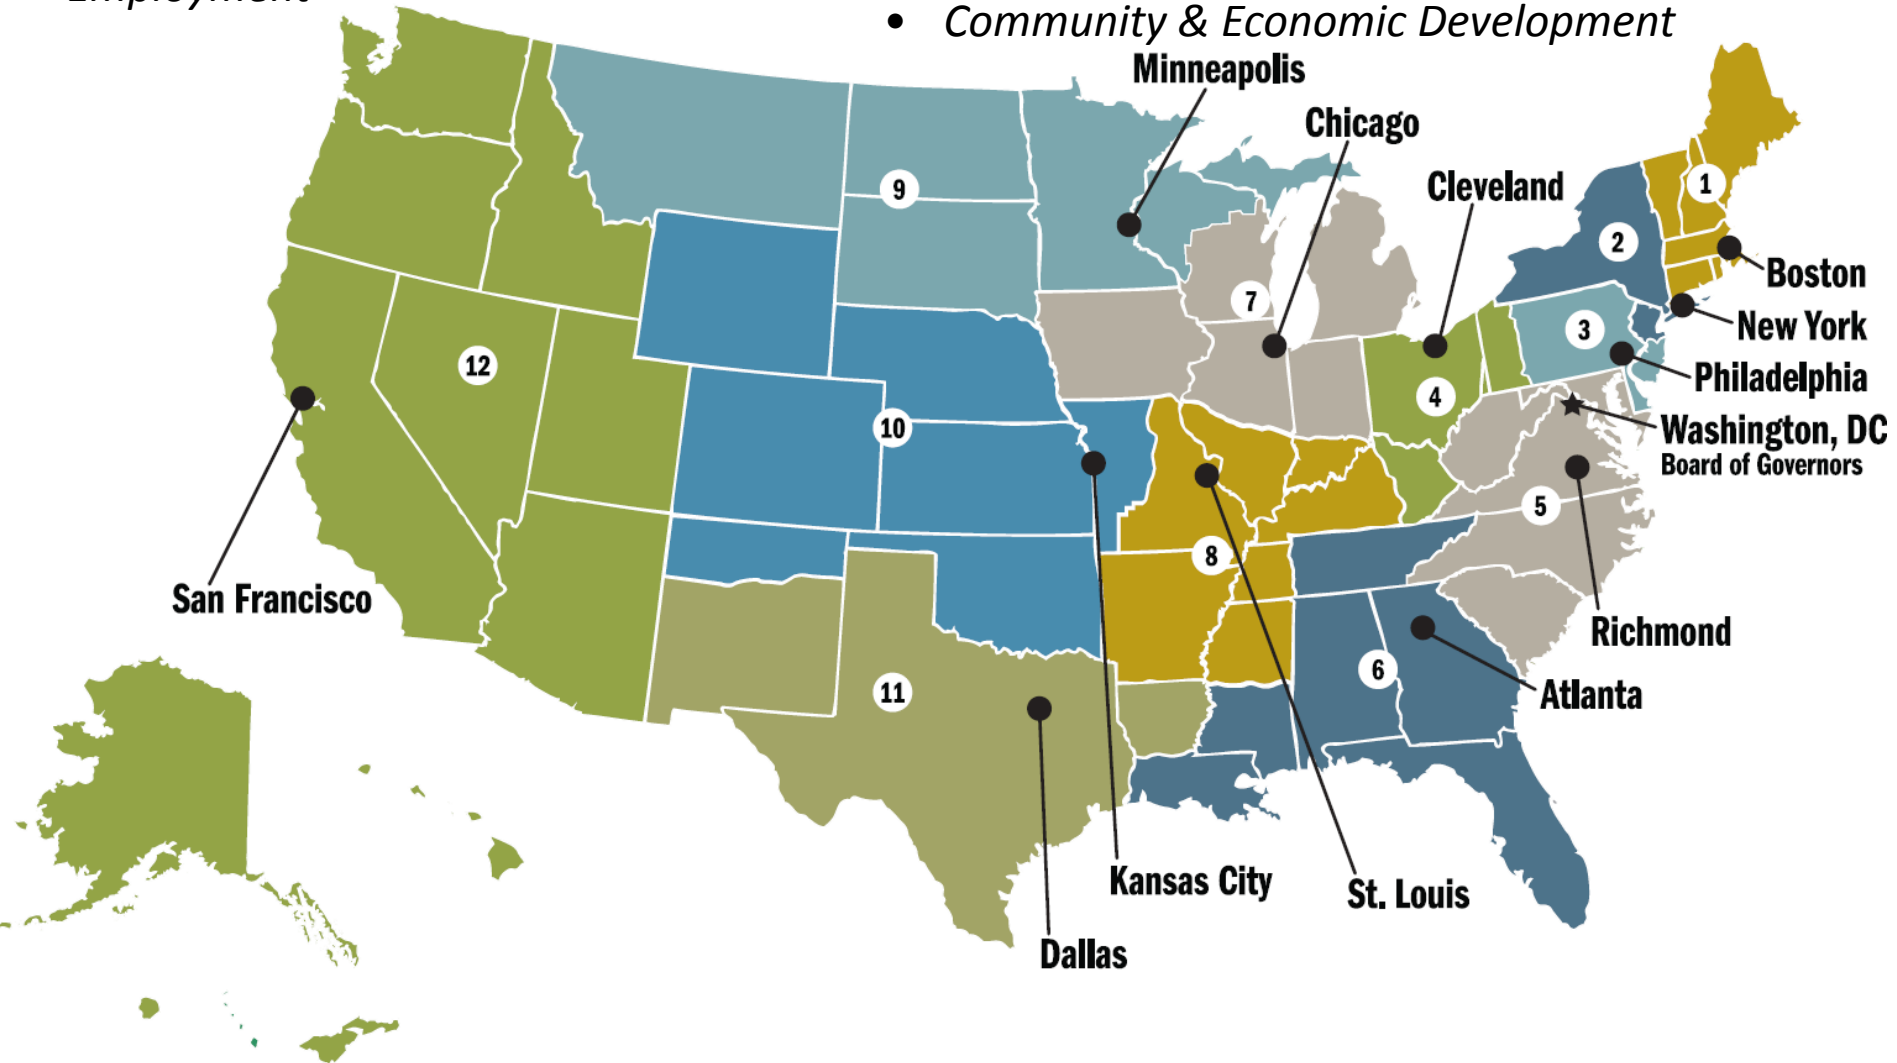 Employment
• Community & Economic Development
Minneapolis
Chicago
Cleveland
1
9
2
Boston
7
New York
3
12
Philadelphia
4
10
Washington, DC
Board of Governors
5
8
San Francisco
Richmond
6
11
Atlanta
Kansas City
St. Louis
Dallas